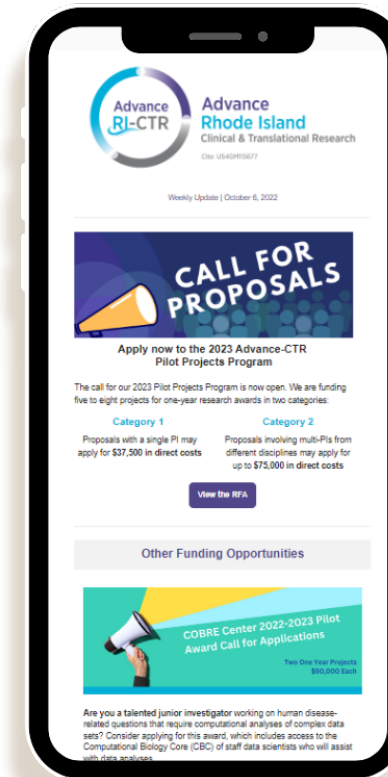 Advance
RI-CTR
Advance
Rhode Island
Clinical & Translational Research
Cite U54GM115677
Weekly Update | October 6, 2022
CALL FOR
PROPOSALS
Apply now to the 2023 Advance-CTR
Pilot Projects Program
The call for our 2023 Pilot Projects Program is now open. We are funding
five to eight projects for one-year research awards in two categories:
Category 1
Proposals with a single PI may
apply for $37,500 in direct costs
Category 2
Proposals involving multi-PIs from
different disciplines may apply for
up to $75,000 in direct costs
View the RFA
Other Funding Opportunities
COBRE Center 2022-2023 Pilot
Award Call for Applications
Two One Year Projects
$50,000 Each
Are you a talented junior investigator working on human disease-
related questions that require computational analyses of complex data
sets? Consider applying for this award, which includes access to the
Computational Biology Core (CBC) of staff data scientists who will assist
with data analyses